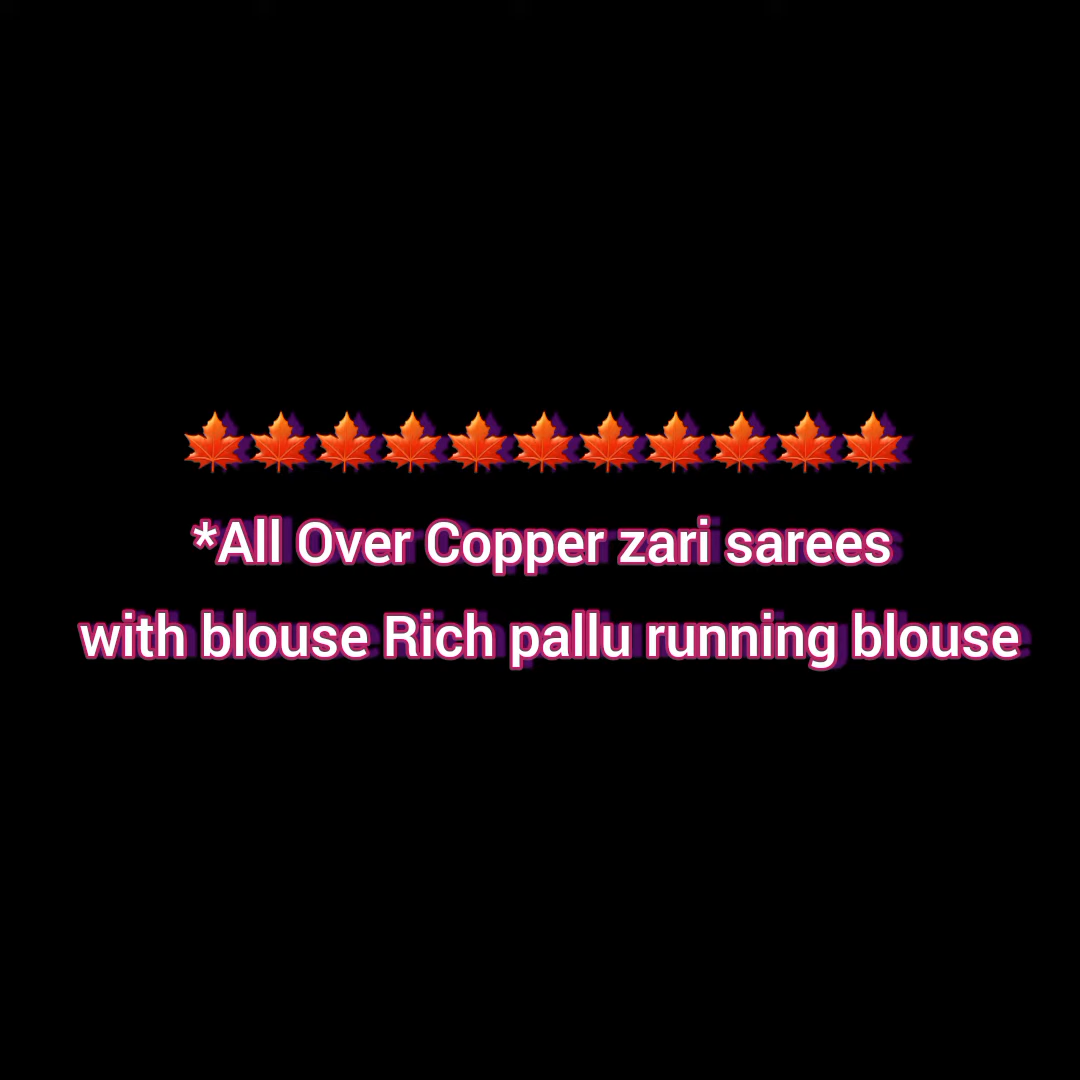 🍁🍁🍁🍁🍁🍁🍁🍁🍁🍁🍁
*All Over Copper zari sarees
with blouse Rich pallu running blouse